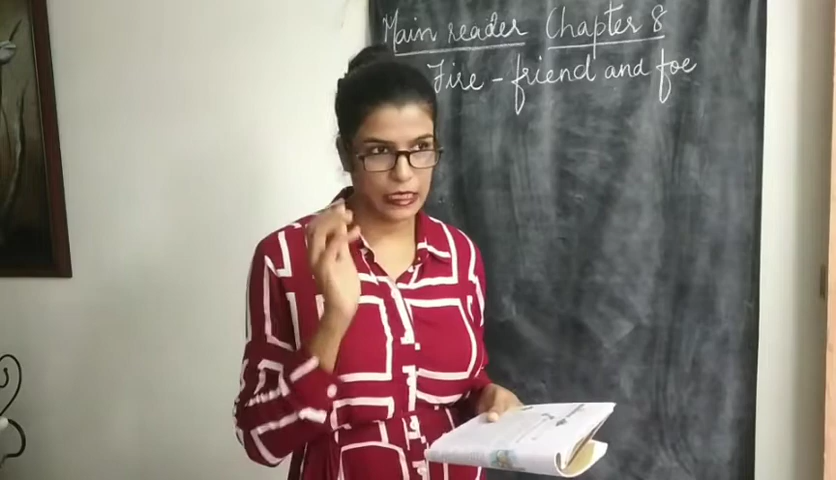 Main reader Chapter 8
Fire - friend and foe